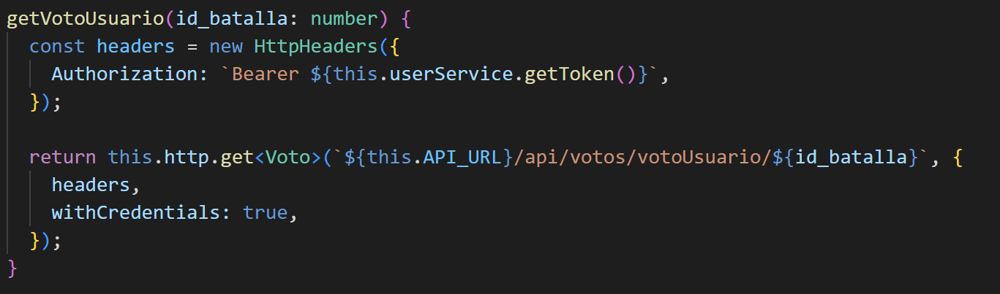 getVotoUsuario(id_batalla: number) {
  const headers = new HttpHeaders({
    Authorization: `Bearer ${this.userService.getToken()}`,
  });

  return this.http.get<Voto>(`${this.API_URL}/api/votos/votoUsuario/${id_batalla}`, {
    headers,
    withCredentials: true,
  });
}